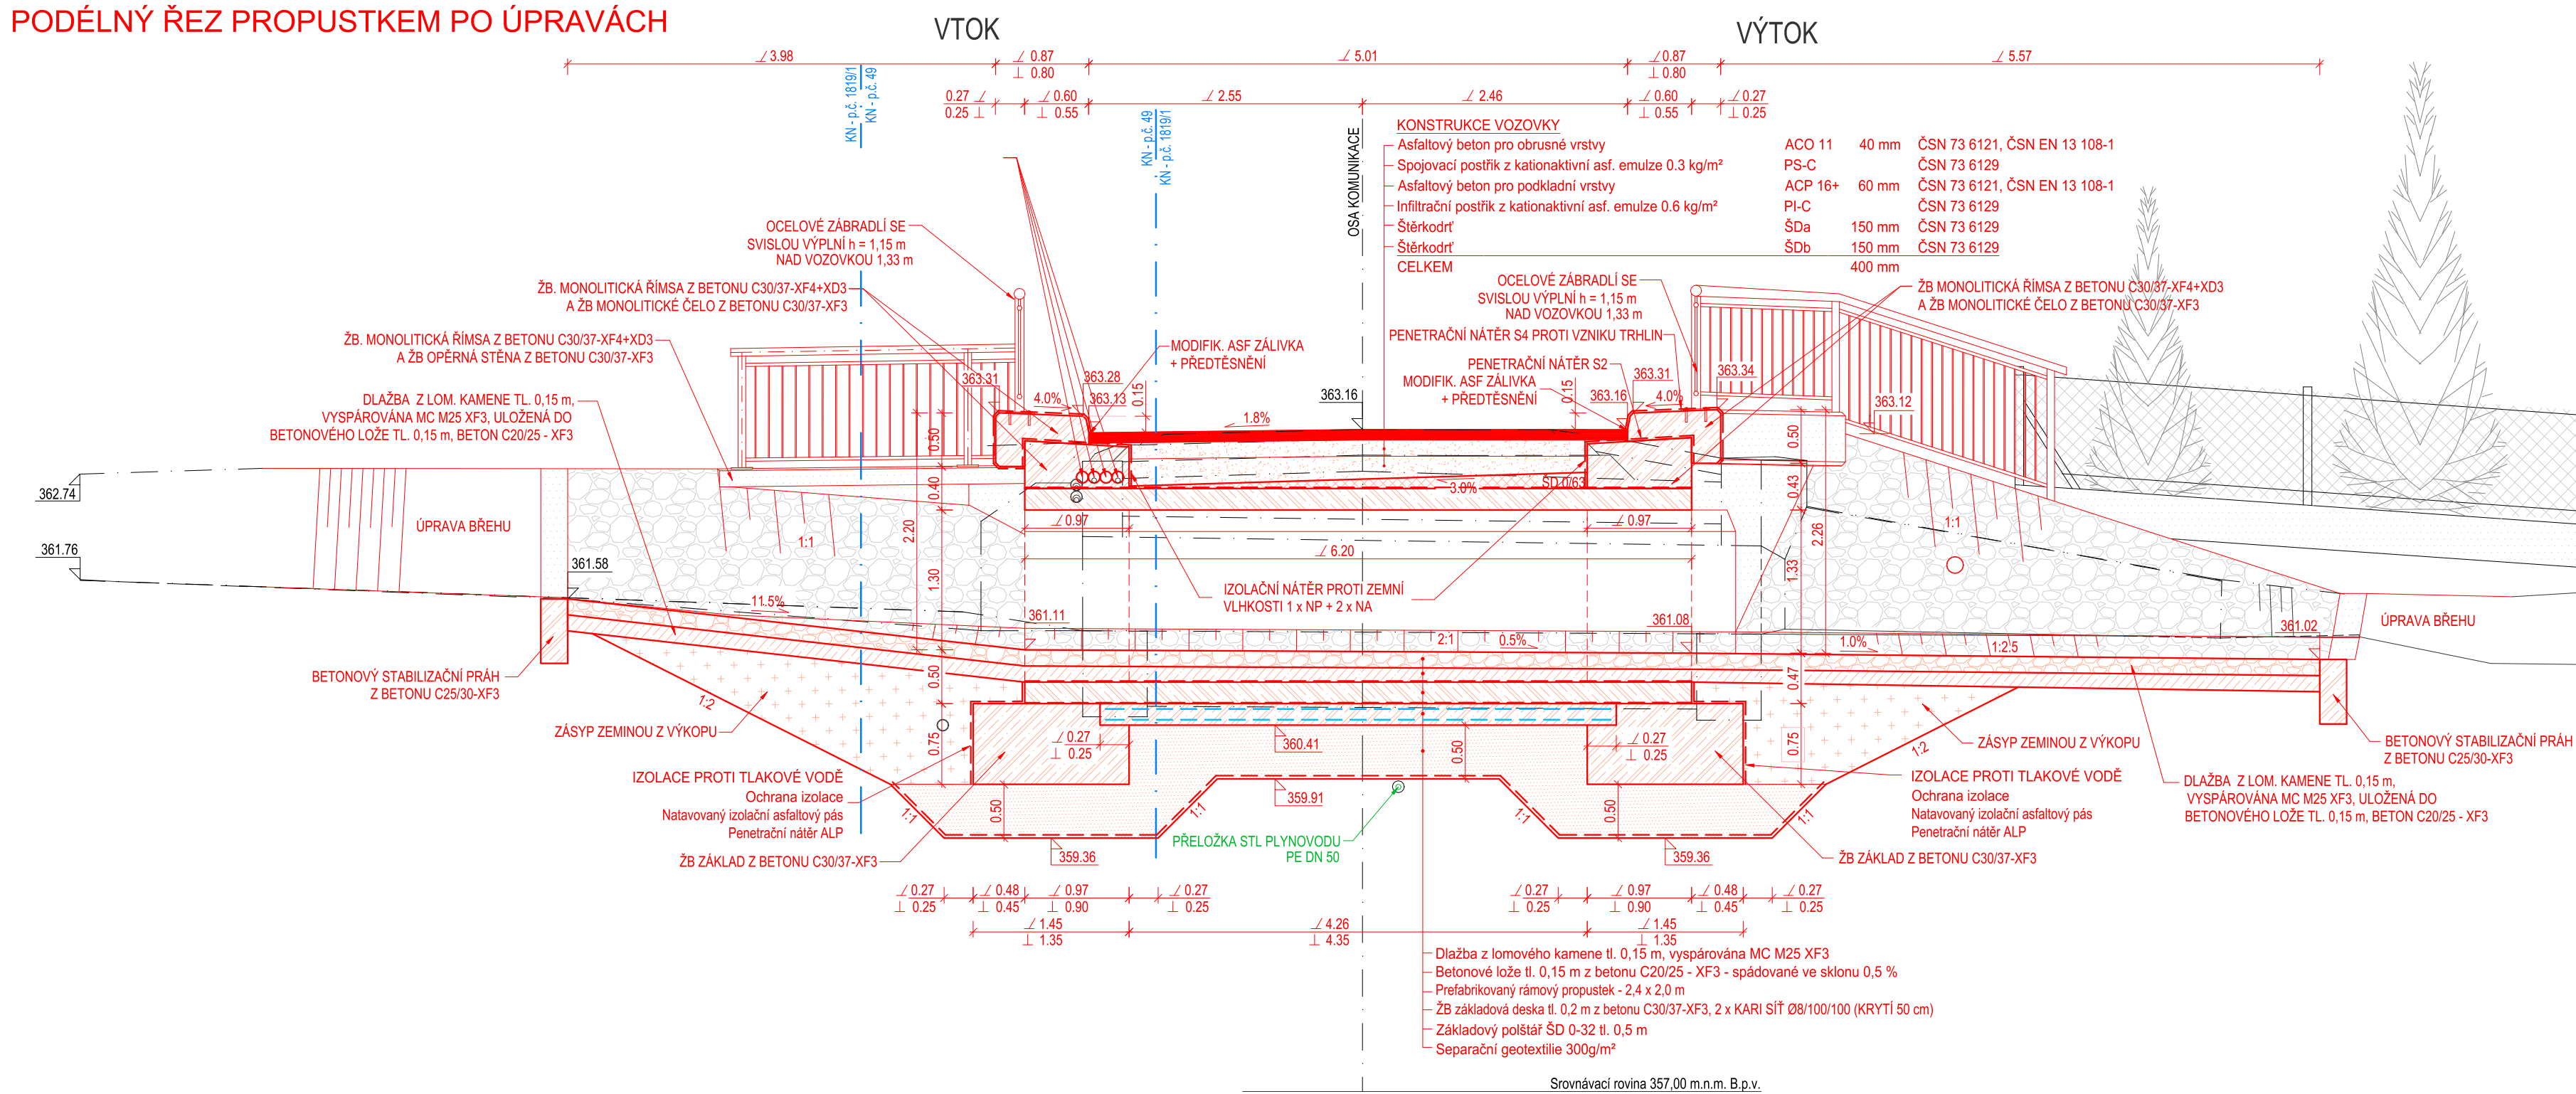 PODÉLNÝ ŘEZ PROPUSTKEM PO ÚPRAVÁCH
VTOK
VÝTOK
∠ 3.98
∠ 0.87
⊥ 0.80
∠ 5.01
∠ 0.87
⊥ 0.80
∠ 5.57
0.27 ∠
0.25 ⊥
∠ 0.60
⊥ 0.55
∠ 2.55
∠ 2.46
∠ 0.60
⊥ 0.55
∠ 0.27
⊥ 0.25
KN - p.č. 1819/1
KN - p.č. 49
KN - p.č. 49
KN - p.č. 1819/1
OSA KOMUNIKACE
KONSTRUKCE VOZOVKY
Asfaltový beton pro obrusné vrstvy ACO 11 40 mm ČSN 73 6121, ČSN EN 13 108-1
Spojovací postřik z kationaktivní asf. emulze 0.3 kg/m² PS-C ČSN 73 6129
Asfaltový beton pro podkladní vrstvy ACP 16+ 60 mm ČSN 73 6121, ČSN EN 13 108-1
Infiltrační postřik z kationaktivní asf. emulze 0.6 kg/m² PI-C ČSN 73 6129
Štěrkodrť ŠDa 150 mm ČSN 73 6129
Štěrkodrť ŠDb 150 mm ČSN 73 6129
CELKEM 400 mm
OCELOVÉ ZÁBRADLÍ SE
SVISLOU VÝPLNÍ h = 1,15 m
NAD VOZOVKOU 1,33 m
ŽB. MONOLITICKÁ ŘÍMSA Z BETONU C30/37-XF4+XD3
A ŽB MONOLITICKÉ ČELO Z BETONU C30/37-XF3
ŽB. MONOLITICKÁ ŘÍMSA Z BETONU C30/37-XF4+XD3
A ŽB OPĚRNÁ STĚNA Z BETONU C30/37-XF3
DLAŽBA Z LOM. KAMENE TL. 0,15 m,
VYSPÁROVÁNA MC M25 XF3, ULOŽENÁ DO
BETONOVÉHO LOŽE TL. 0,15 m, BETON C20/25 - XF3
MODIFIK. ASF ZÁLIVKA
+ PŘEDTĚSNĚNÍ
OCELOVÉ ZÁBRADLÍ SE
SVISLOU VÝPLNÍ h = 1,15 m
NAD VOZOVKOU 1,33 m
PENETRAČNÍ NÁTĚR S4 PROTI VZNIKU TRHLIN
PENETRAČNÍ NÁTĚR S2
MODIFIK. ASF ZÁLIVKA
+ PŘEDTĚSNĚNÍ
ŽB MONOLITICKÁ ŘÍMSA Z BETONU C30/37-XF4+XD3
A ŽB MONOLITICKÉ ČELO Z BETONU C30/37-XF3
363.31
363.28
363.13
4.0%
0.15
1.8%
363.16
363.16
0.15
363.31
4.0%
363.34
363.12
362.74
361.76
ÚPRAVA BŘEHU
361.58
1:1
11.5%
0.50
0.40
2.20
1.30
0.50
0.75
∠ 0.97
3.0%
ŠD 0/63
∠ 0.97
∠ 6.20
IZOLAČNÍ NÁTĚR PROTI ZEMNÍ
VLHKOSTI 1 x NP + 2 x NA
361.11
2:1
0.5%
361.08
0.50
0.43
2.26
1.33
0.47
0.75
1:1
1.0%
1:2.5
361.02
ÚPRAVA BŘEHU
BETONOVÝ STABILIZAČNÍ PRÁH
Z BETONU C25/30-XF3
1:2
ZÁSYP ZEMINOU Z VÝKOPU
∠ 0.27
⊥ 0.25
360.41
0.50
∠ 0.27
⊥ 0.25
1:2
ZÁSYP ZEMINOU Z VÝKOPU
BETONOVÝ STABILIZAČNÍ PRÁH
Z BETONU C25/30-XF3
IZOLACE PROTI TLAKOVÉ VODĚ
Ochrana izolace
Natavovaný izolační asfaltový pás
Penetrační nátěr ALP
ŽB ZÁKLAD Z BETONU C30/37-XF3
1:1
0.50
359.36
1:1
359.91
PŘELOŽKA STL PLYNOVODU
PE DN 50
1:1
0.50
359.36
1:1
IZOLACE PROTI TLAKOVÉ VODĚ
Ochrana izolace
Natavovaný izolační asfaltový pás
Penetrační nátěr ALP
ŽB ZÁKLAD Z BETONU C30/37-XF3
DLAŽBA Z LOM. KAMENE TL. 0,15 m,
VYSPÁROVÁNA MC M25 XF3, ULOŽENÁ DO
BETONOVÉHO LOŽE TL. 0,15 m, BETON C20/25 - XF3
∠ 0.27
⊥ 0.25
∠ 0.48
⊥ 0.45
∠ 0.97
⊥ 0.90
∠ 0.27
⊥ 0.25
∠ 0.27
⊥ 0.25
∠ 0.97
⊥ 0.90
∠ 0.48
⊥ 0.45
∠ 0.27
⊥ 0.25
∠ 1.45
⊥ 1.35
∠ 4.26
⊥ 4.35
∠ 1.45
⊥ 1.35
Dlažba z lomového kamene tl. 0,15 m, vyspárována MC M25 XF3
Betonové lože tl. 0,15 m z betonu C20/25 - XF3 - spádované ve sklonu 0,5 %
Prefabrikovaný rámový propustek - 2,4 x 2,0 m
ŽB základová deska tl. 0,2 m z betonu C30/37-XF3, 2 x KARI SÍŤ Ø8/100/100 (KRYTÍ 50 cm)
Základový polštář ŠD 0-32 tl. 0,5 m
Separační geotextilie 300g/m²
Srovnávací rovina 357,00 m.n.m. B.p.v.